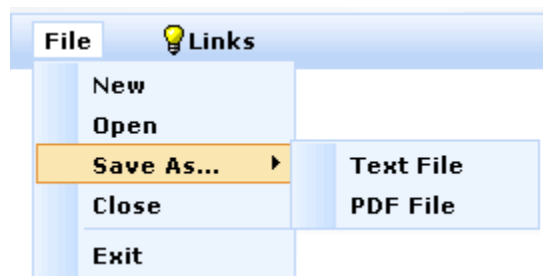 File Links
New
Open
Save As... Text File
Close PDF File
Exit